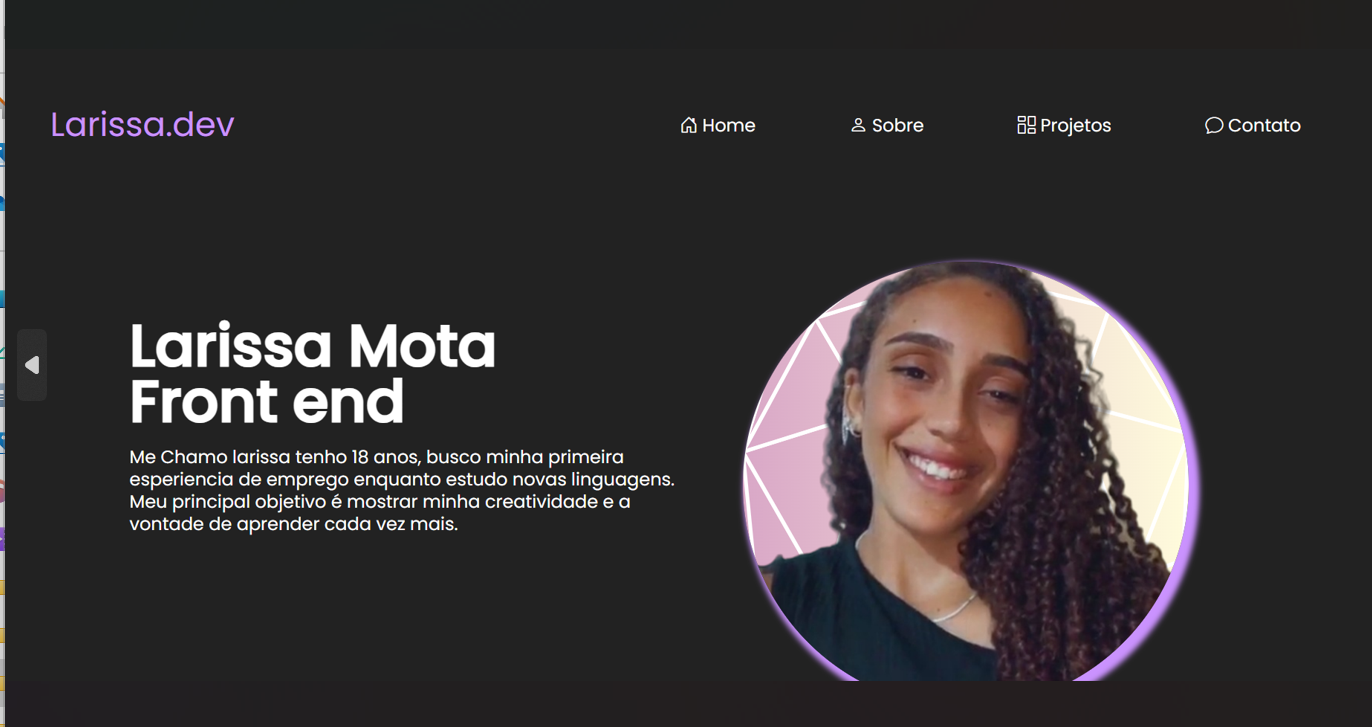 Larissa.dev
Home
Sobre
Projetos
Contato
Larissa Mota
Front end
Me Chamo larissa tenho 18 anos, busco minha primeira
esperiencia de emprego enquanto estudo novas linguagens.
Meu principal objetivo é mostrar minha creatividade e a
vontade de aprender cada vez mais.